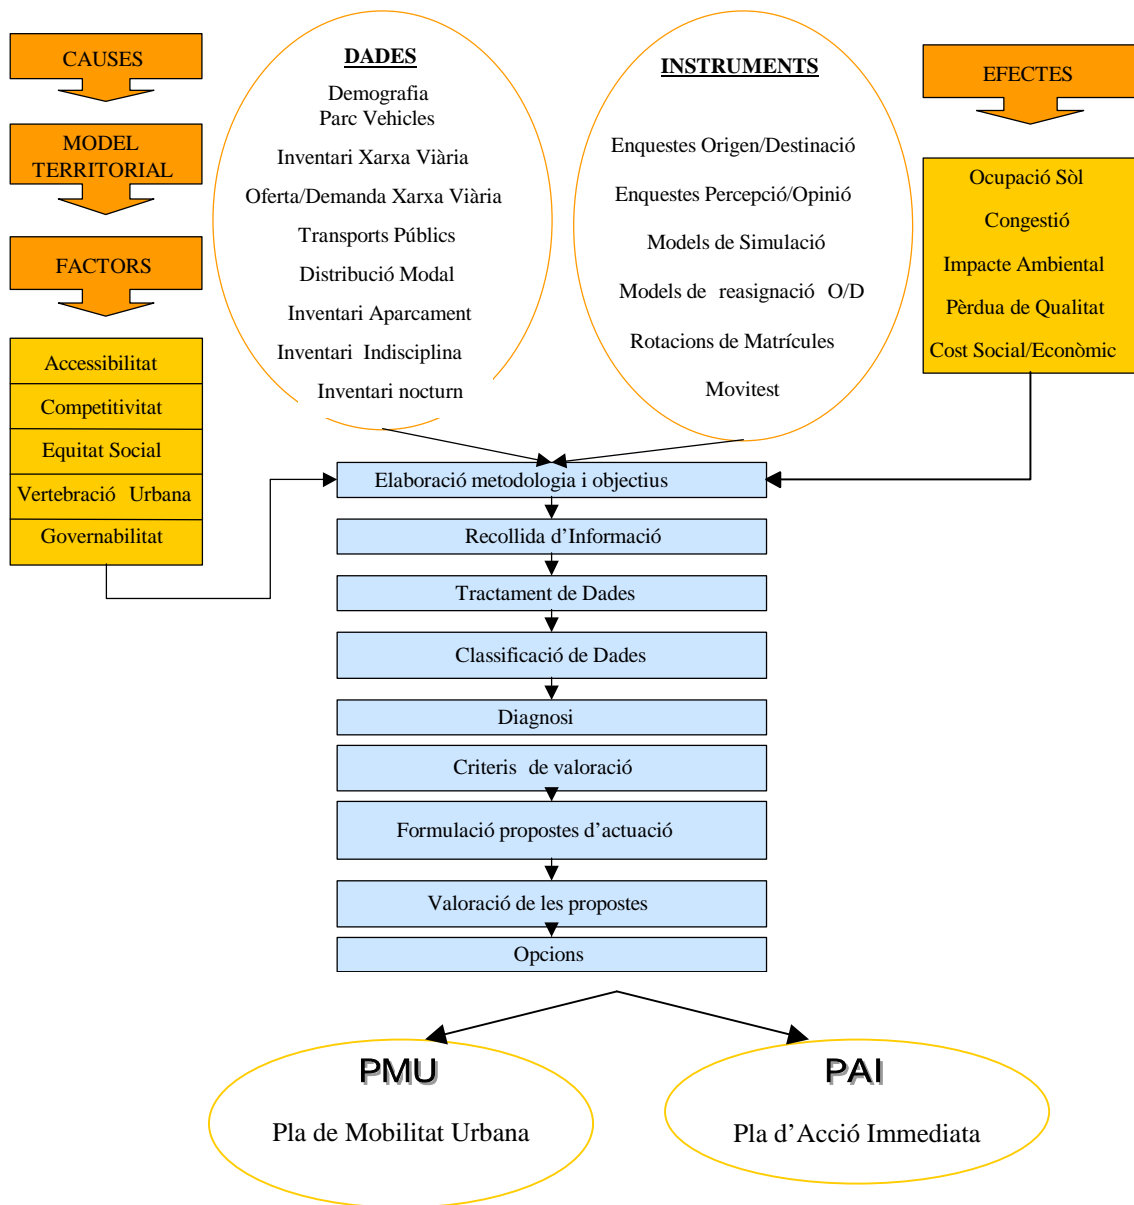 CAUSES
MODEL
TERRITORIAL
FACTORS
Accessibilitat
Competitivitat
Equitat Social
Vertebració Urbana
Governabilitat
DADES
Demografia
Parc Vehicles
Inventari Xarxa Viària
Oferta/Demanda Xarxa Viària
Transports Públics
Distribució Modal
Inventari Aparcament
Inventari Indisciplina
Inventari nocturn
INSTRUMENTS
Enquestes Origen/Destinació
Enquestes Percepció/Opinió
Models de Simulació
Models de reasignació O/D
Rotacions de Matrícules
Movitest
EFECTES
Ocupació Sòl
Congestió
Impacte Ambiental
Pèrdua de Qualitat
Cost Social/Econòmic
Elaboració metodologia i objectius
Recollida d’Informació
Tractament de Dades
Classificació de Dades
Diagnosi
Criteris de valoració
Formulació propostes d’actuació
Valoració de les propostes
Opcions
PMU
Pla de Mobilitat Urbana
PAI
Pla d’Acció Immediata